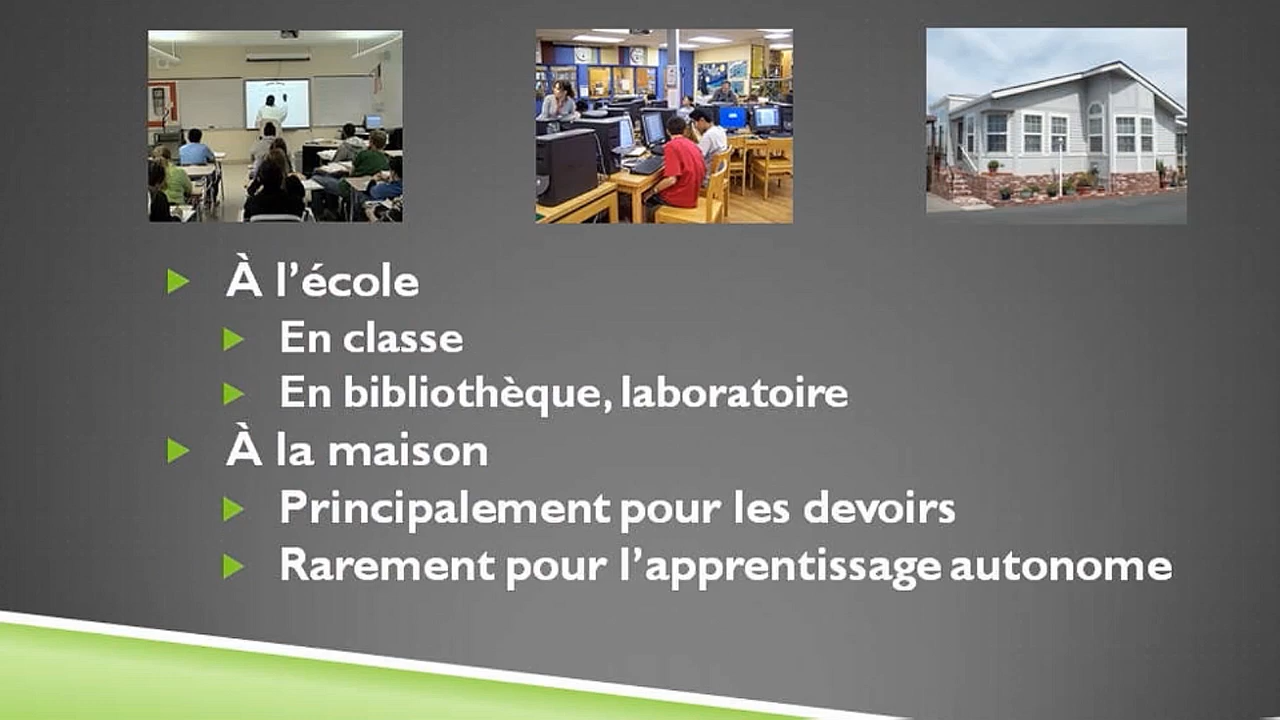 À l’école
En classe
En bibliothèque, laboratoire
À la maison
Principalement pour les devoirs
Rarement pour l’apprentissage autonome